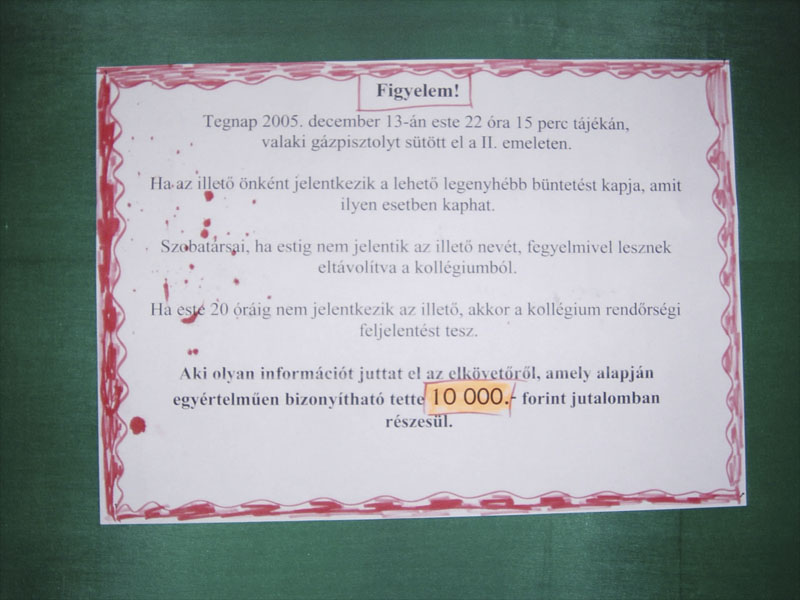 Figyelem!
Tegnap 2005. december 13-án este 22 óra 15 perc tájékán,
valaki gázpisztolyt sütött el a II. emeleten.
Ha az illető önként jelentkezik a lehető legenyhébb büntetést kapja, amit
ilyen esetben kaphat.
Szobatársai, ha estig nem jelentik az illető nevét, fegyelmivel lesznek
eltávolítva a kollégiumból.
Ha este 20 óráig nem jelentkezik az illető, akkor a kollégium rendőrségi
feljelentést tesz.
Aki olyan információt juttat el az elkövetőről, amely alapján
egyértelműen bizonyítható tette 10 000.- forint jutalomban
részesül.